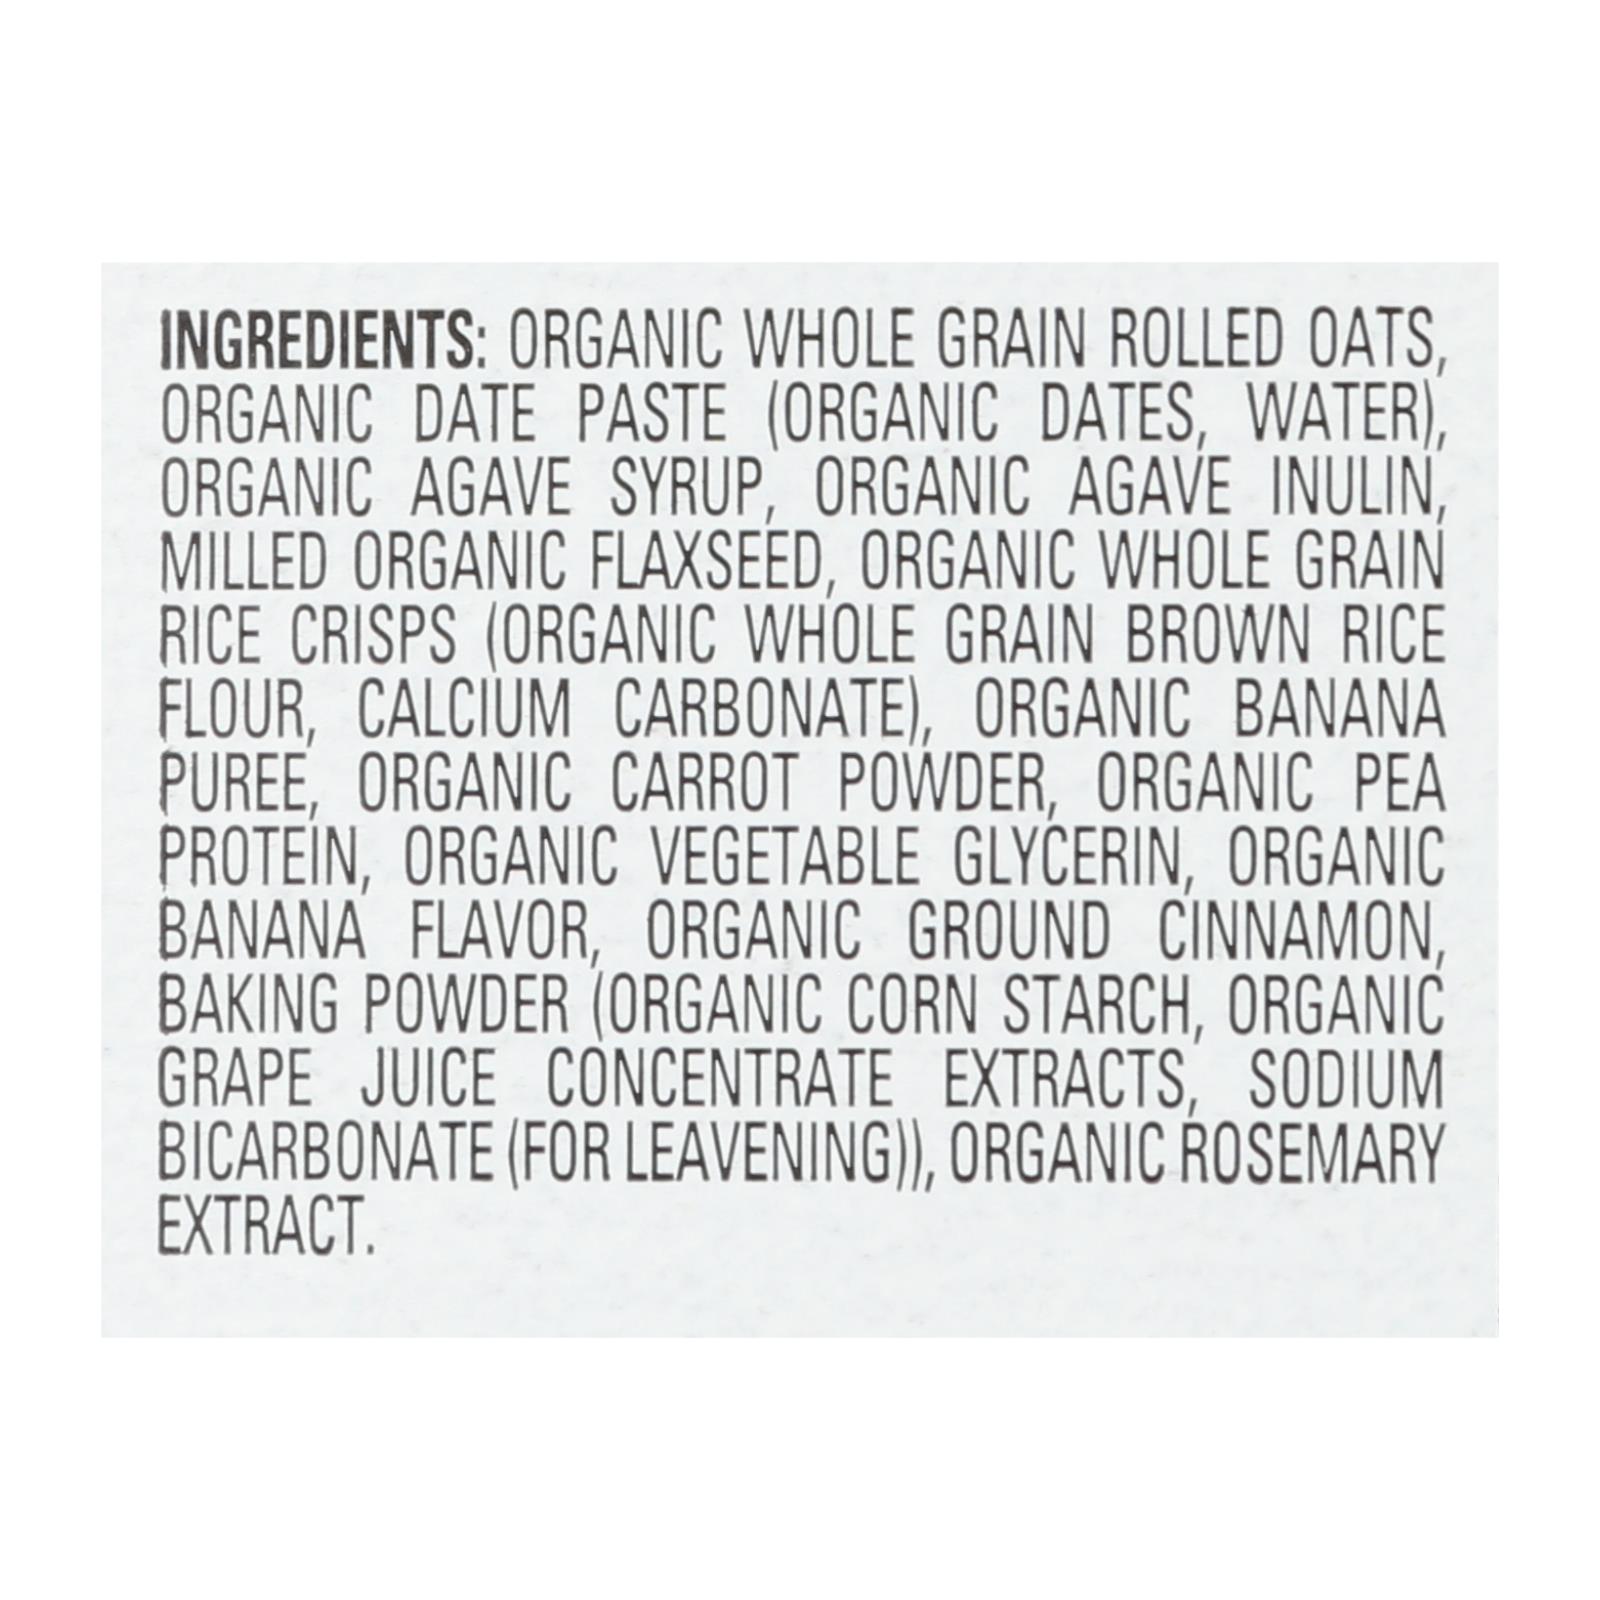 INGREDIENTS: ORGANIC WHOLE GRAIN ROLLED OATS,
ORGANIC DATE PASTE (ORGANIC DATES, WATER),
ORGANIC AGAVE SYRUP, ORGANIC AGAVE INULIN,
MILLED ORGANIC FLAXSEED, ORGANIC WHOLE GRAIN
RICE CRISPS (ORGANIC WHOLE GRAIN BROWN RICE
FLOUR, CALCIUM CARBONATE), ORGANIC BANANA
PUREE, ORGANIC CARROT POWDER, ORGANIC PEA
PROTEIN, ORGANIC VEGETABLE GLYCERIN, ORGANIC
BANANA FLAVOR, ORGANIC GROUND CINNAMON,
BAKING POWDER (ORGANIC CORN STARCH, ORGANIC
GRAPE JUICE CONCENTRATE EXTRACTS, SODIUM
BICARBONATE (FOR LEAVENING)), ORGANIC ROSEMARY
EXTRACT.